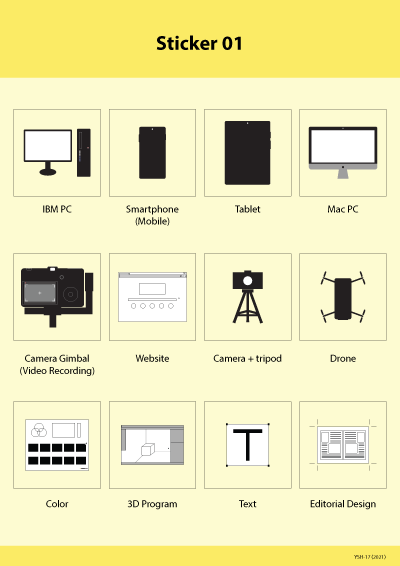 Sticker 01
IBM PC
Smartphone
(Mobile)
Tablet
Mac PC
Camera Gimbal
(Video Recording)
Website
Camera + tripod
Drone
T
Color
3D Program
Text
Editorial Design
YSH-17 (2021)